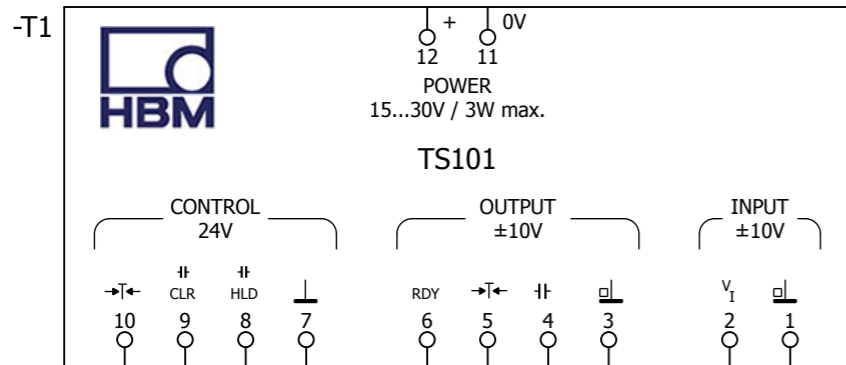 -T1
HBM
+ 0V
12 11
POWER
15...30V / 3W max.
TS101
CONTROL
24V
OUTPUT
±10V
INPUT
±10V
CLR HLD RDY V_I
10 9 8 7 6 5 4 3 2 1